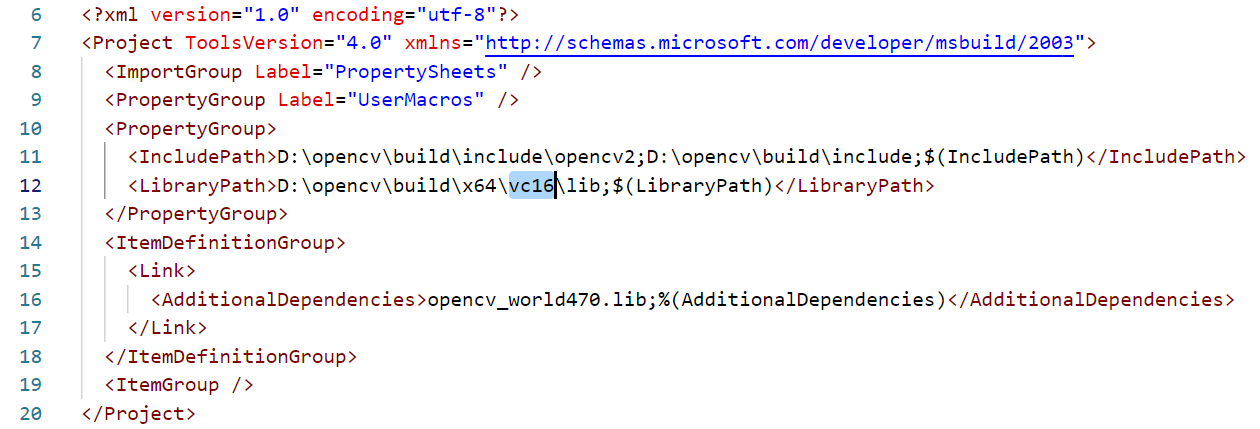 6 <?xml version="1.0" encoding="utf-8"?>
7 <Project ToolsVersion="4.0" xmlns="http://schemas.microsoft.com/developer/msbuild/2003">
8 <ImportGroup Label="PropertySheets" />
9 <PropertyGroup Label="UserMacros" />
10 <PropertyGroup>
11 <IncludePath>D:\opencv\build\include\opencv2;D:\opencv\build\include;$(IncludePath)</IncludePath>
12 <LibraryPath>D:\opencv\build\x64\vc16\lib;$(LibraryPath)</LibraryPath>
13 </PropertyGroup>
14 <ItemDefinitionGroup>
15 <Link>
16 <AdditionalDependencies>opencv_world470.lib;%(AdditionalDependencies)</AdditionalDependencies>
17 </Link>
18 </ItemDefinitionGroup>
19 <ItemGroup />
20 </Project>